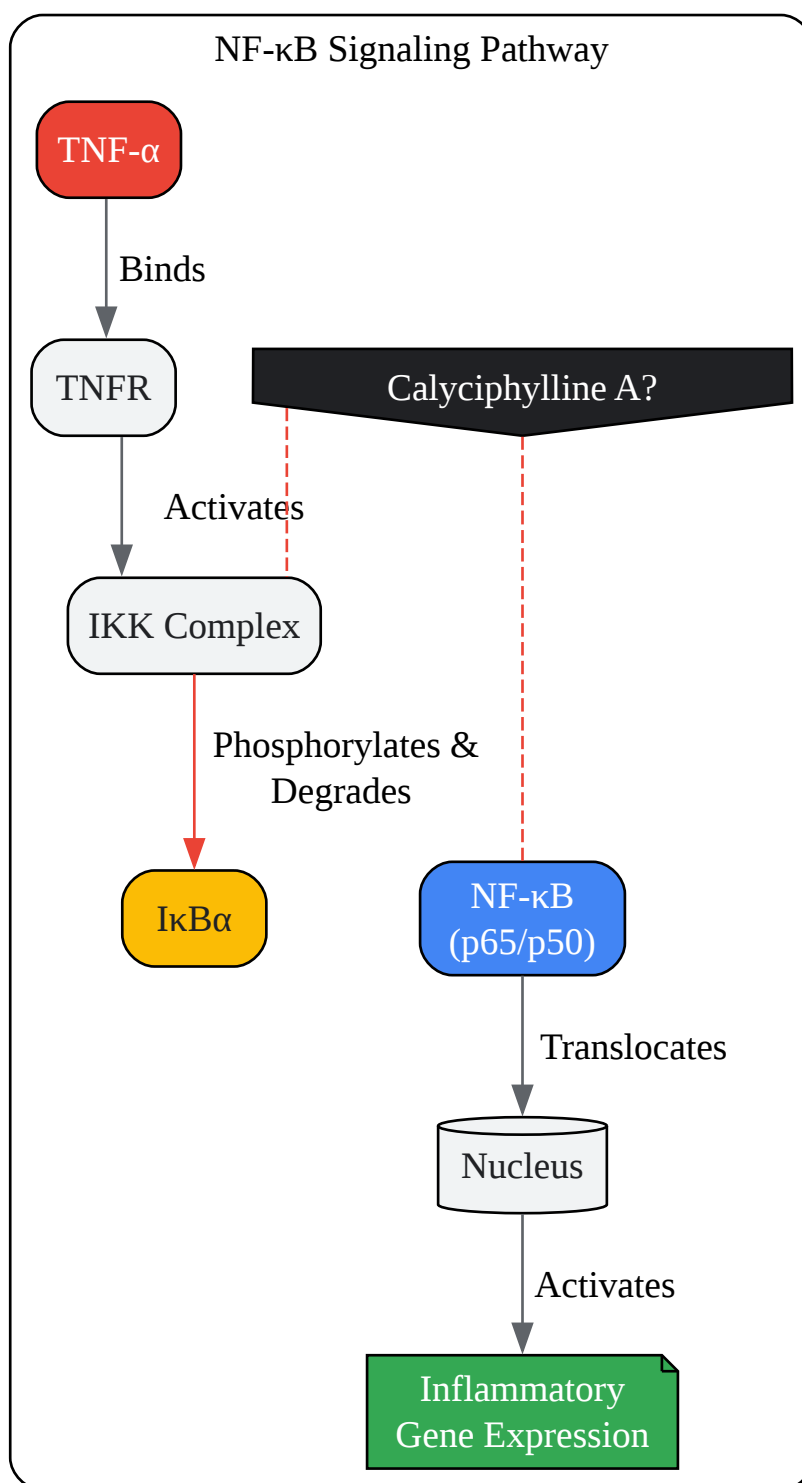 NF-κB Signaling Pathway
TNF-α
Binds
TNFR
Calyciphylline A?
Activates
IKK Complex
Phosphorylates &
Degrades
IκBα
NF-κB
(p65/p50)
Translocates
Nucleus
Activates
Inflammatory
Gene Expression